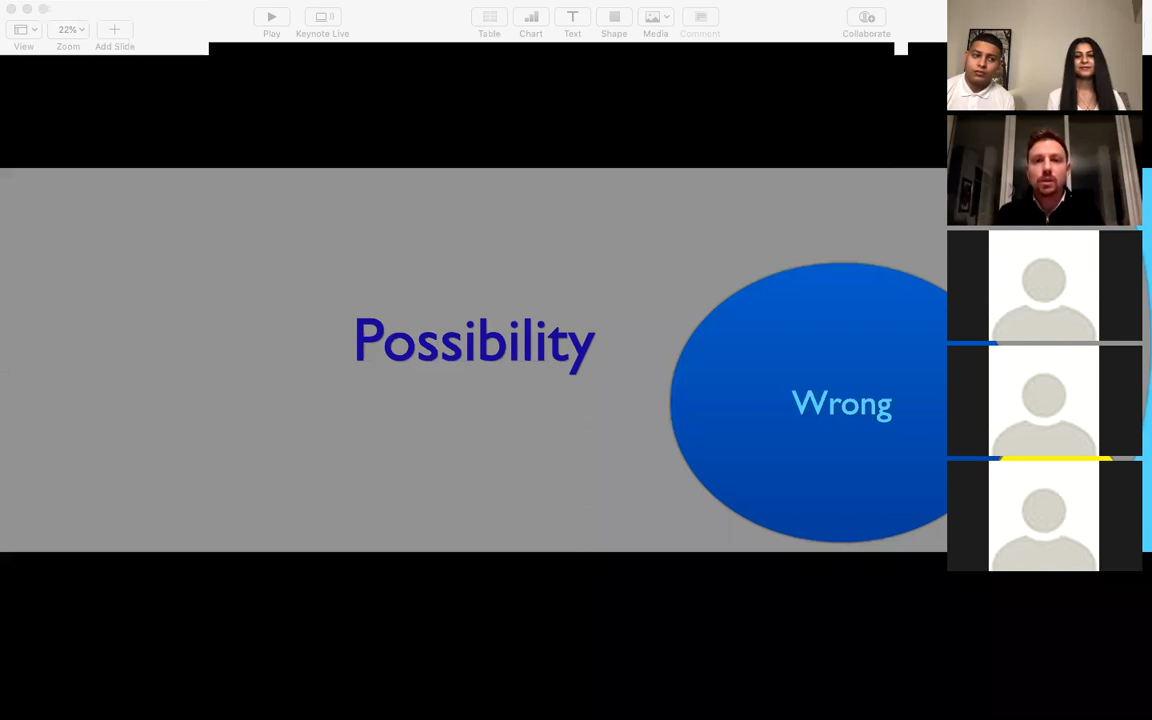 22%
View
Zoom
Add Slide
Play
Keynote Live
Table
Chart
Text
Shape
Media
Comment
Collaborate
Possibility
Wrong